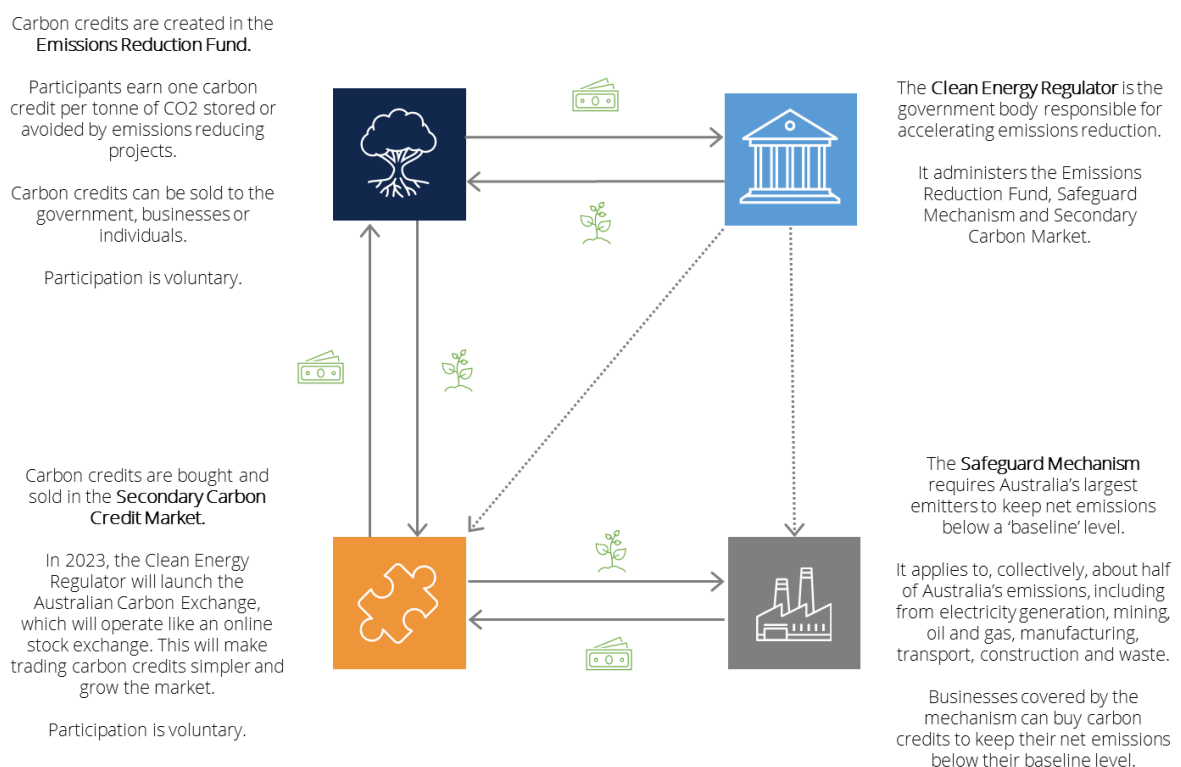 Carbon credits are created in the
Emissions Reduction Fund.
Participants earn one carbon
credit per tonne of CO2 stored or
avoided by emissions reducing
projects.
Carbon credits can be sold to the
government, businesses or
individuals.
Participation is voluntary.
The Clean Energy Regulator is the
government body responsible for
accelerating emissions reduction.
It administers the Emissions
Reduction Fund, Safeguard
Mechanism and Secondary
Carbon Market.
Carbon credits are bought and
sold in the Secondary Carbon
Credit Market.
In 2023, the Clean Energy
Regulator will launch the
Australian Carbon Exchange,
which will operate like an online
stock exchange. This will make
trading carbon credits simpler and
grow the market.
Participation is voluntary.
The Safeguard Mechanism
requires Australia’s largest
emitters to keep net emissions
below a ‘baseline’ level.
It applies to, collectively, about half
of Australia’s emissions, including
from electricity generation, mining,
oil and gas, manufacturing,
transport, construction and waste.
Businesses covered by the
mechanism can buy carbon
credits to keep their net emissions
below their baseline level.